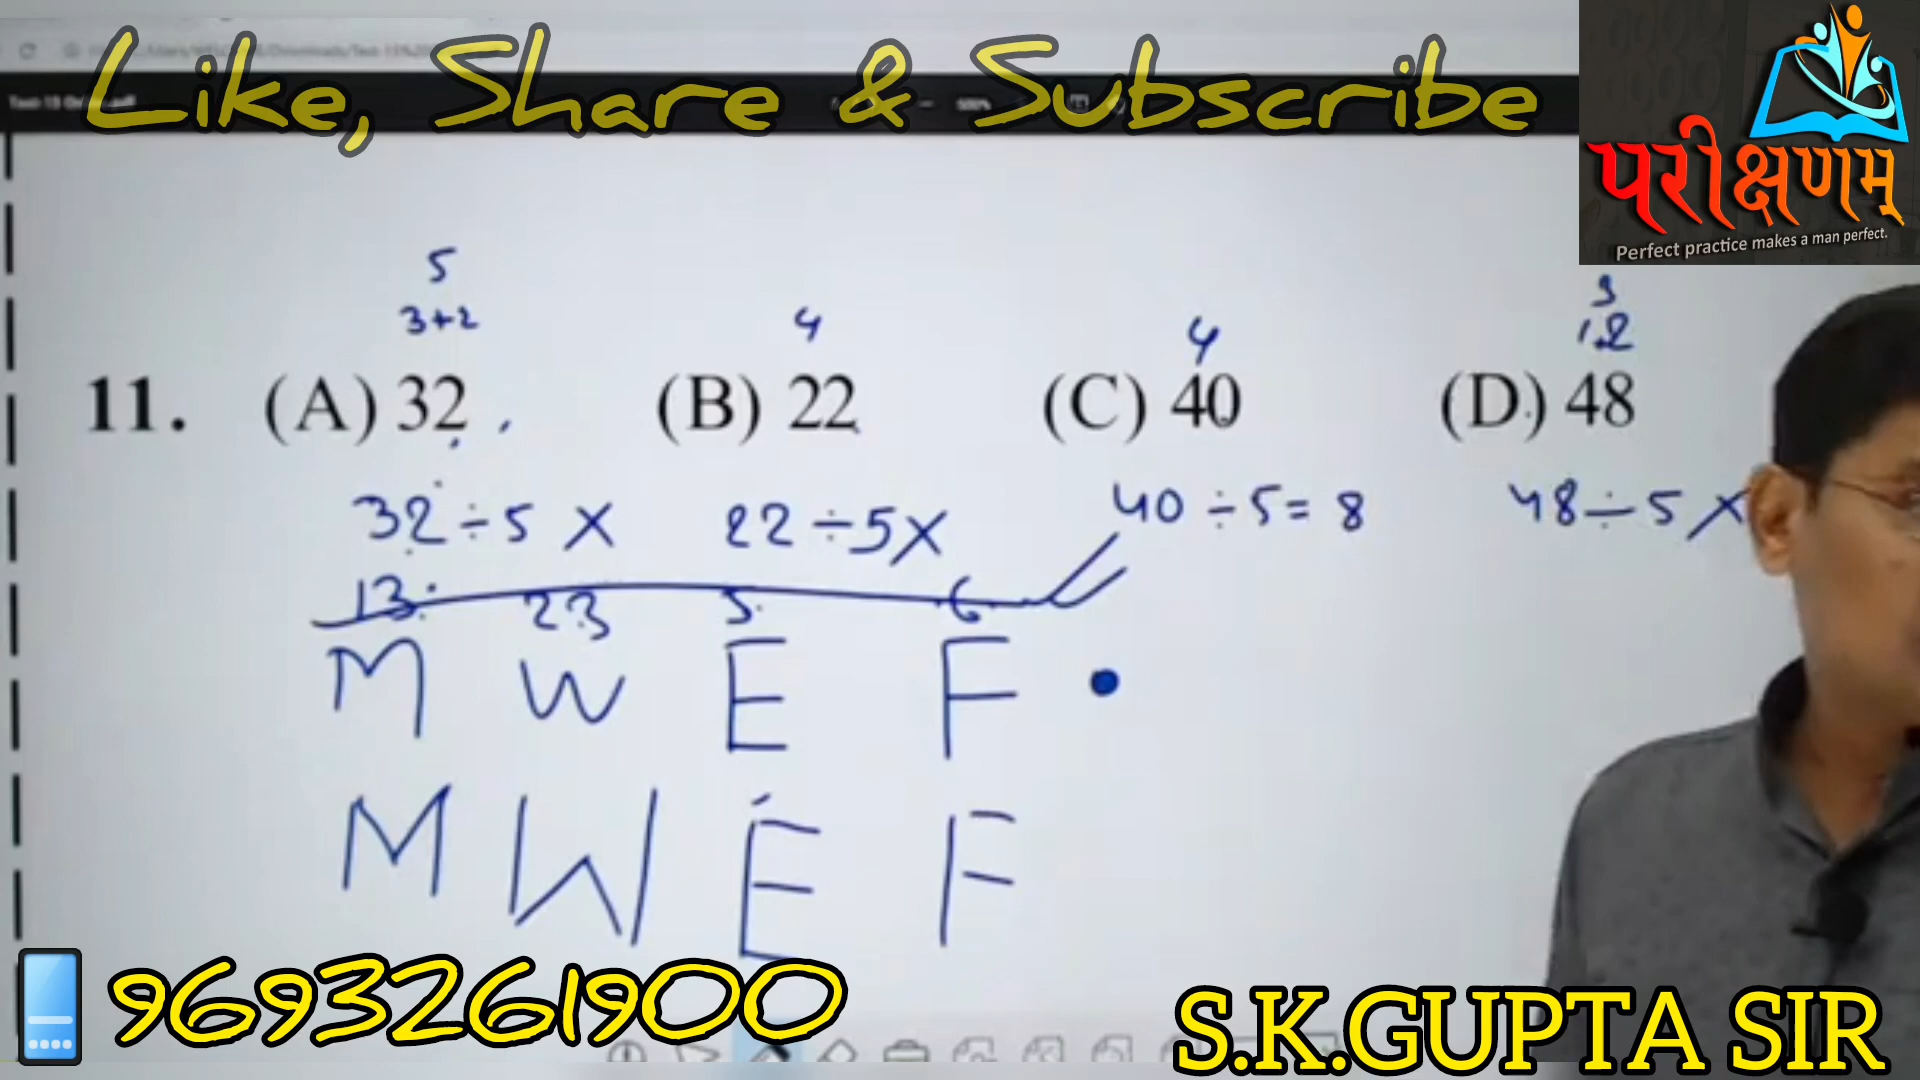 Like, Share & Subscribe
परीक्षणम्
Perfect practice makes a man perfect.
5
3+2
4
4
3
1 2
11. (A) 32 (B) 22 (C) 40 (D) 48
32÷5 X 22÷5X 40÷5=8 48÷5 X
13 23 5 6
M W E F
M W E F
9693261900
S.K.GUPTA SIR